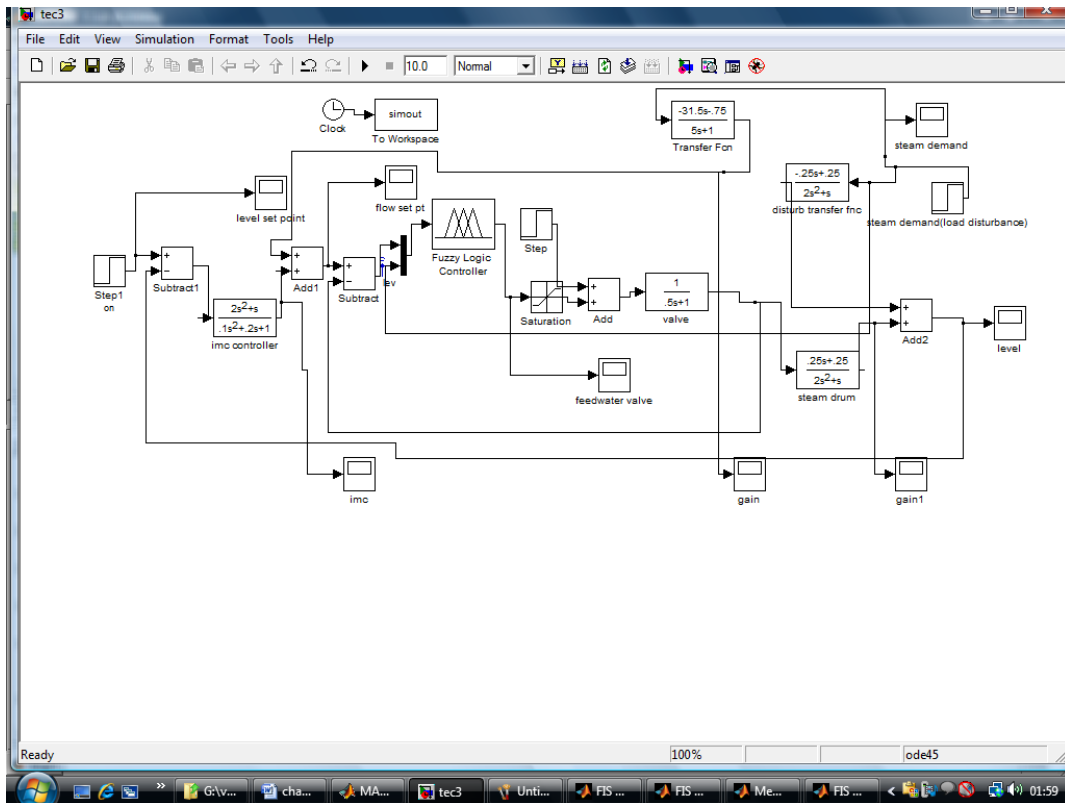 tec3
File Edit View Simulation Format Tools Help
10.0 Normal
Clock
simout
To Workspace
-31.5s-.75
5s+1
Transfer Fcn
steam demand
-.25s+.25
2s²+s
disturb transfer fnc
steam demand(load disturbance)
level set point
flow set pt
Fuzzy Logic
Controller
Step
Step1
on
+
−
Subtract1
2s²+s
.1s²+.2s+1
imc controller
+
+
Add1
+
−
Subtract
lev
Saturation
+
+
Add
1
.5s+1
valve
feedwater valve
.25s+.25
2s²+s
steam drum
+
+
Add2
level
imc
gain
gain1
Ready 100% ode45
» G:\v... cha... MA... tec3 Unti... FIS ... FIS ... Me... FIS ... < 01:59